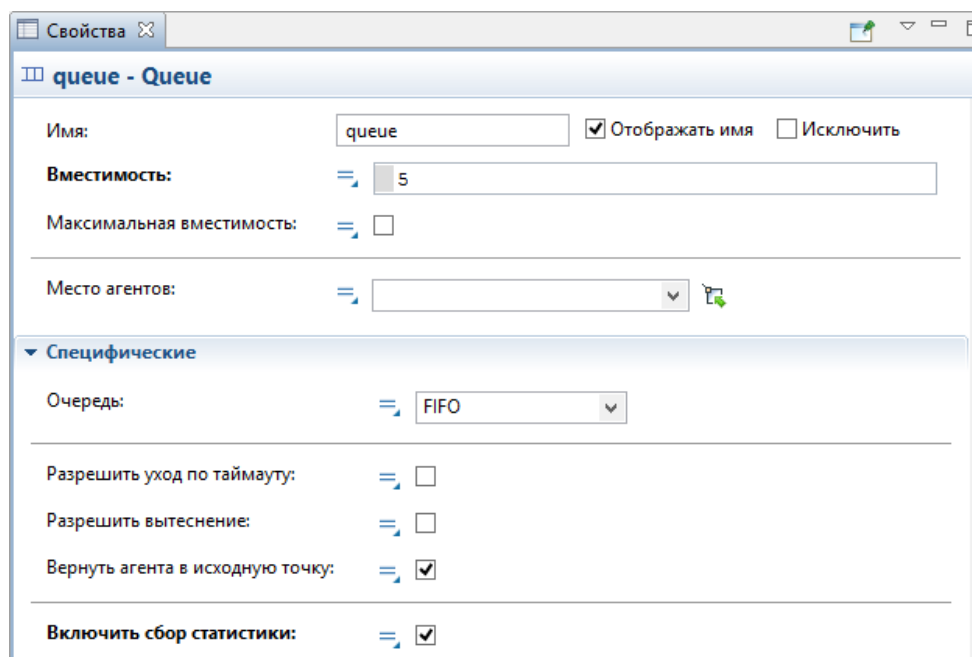 Свойства
queue - Queue
Имя: queue Отображать имя Исключить
Вместимость: 5
Максимальная вместимость:
Место агентов:
Специфические
Очередь: FIFO
Разрешить уход по таймауту:
Разрешить вытеснение:
Вернуть агента в исходную точку:
Включить сбор статистики: